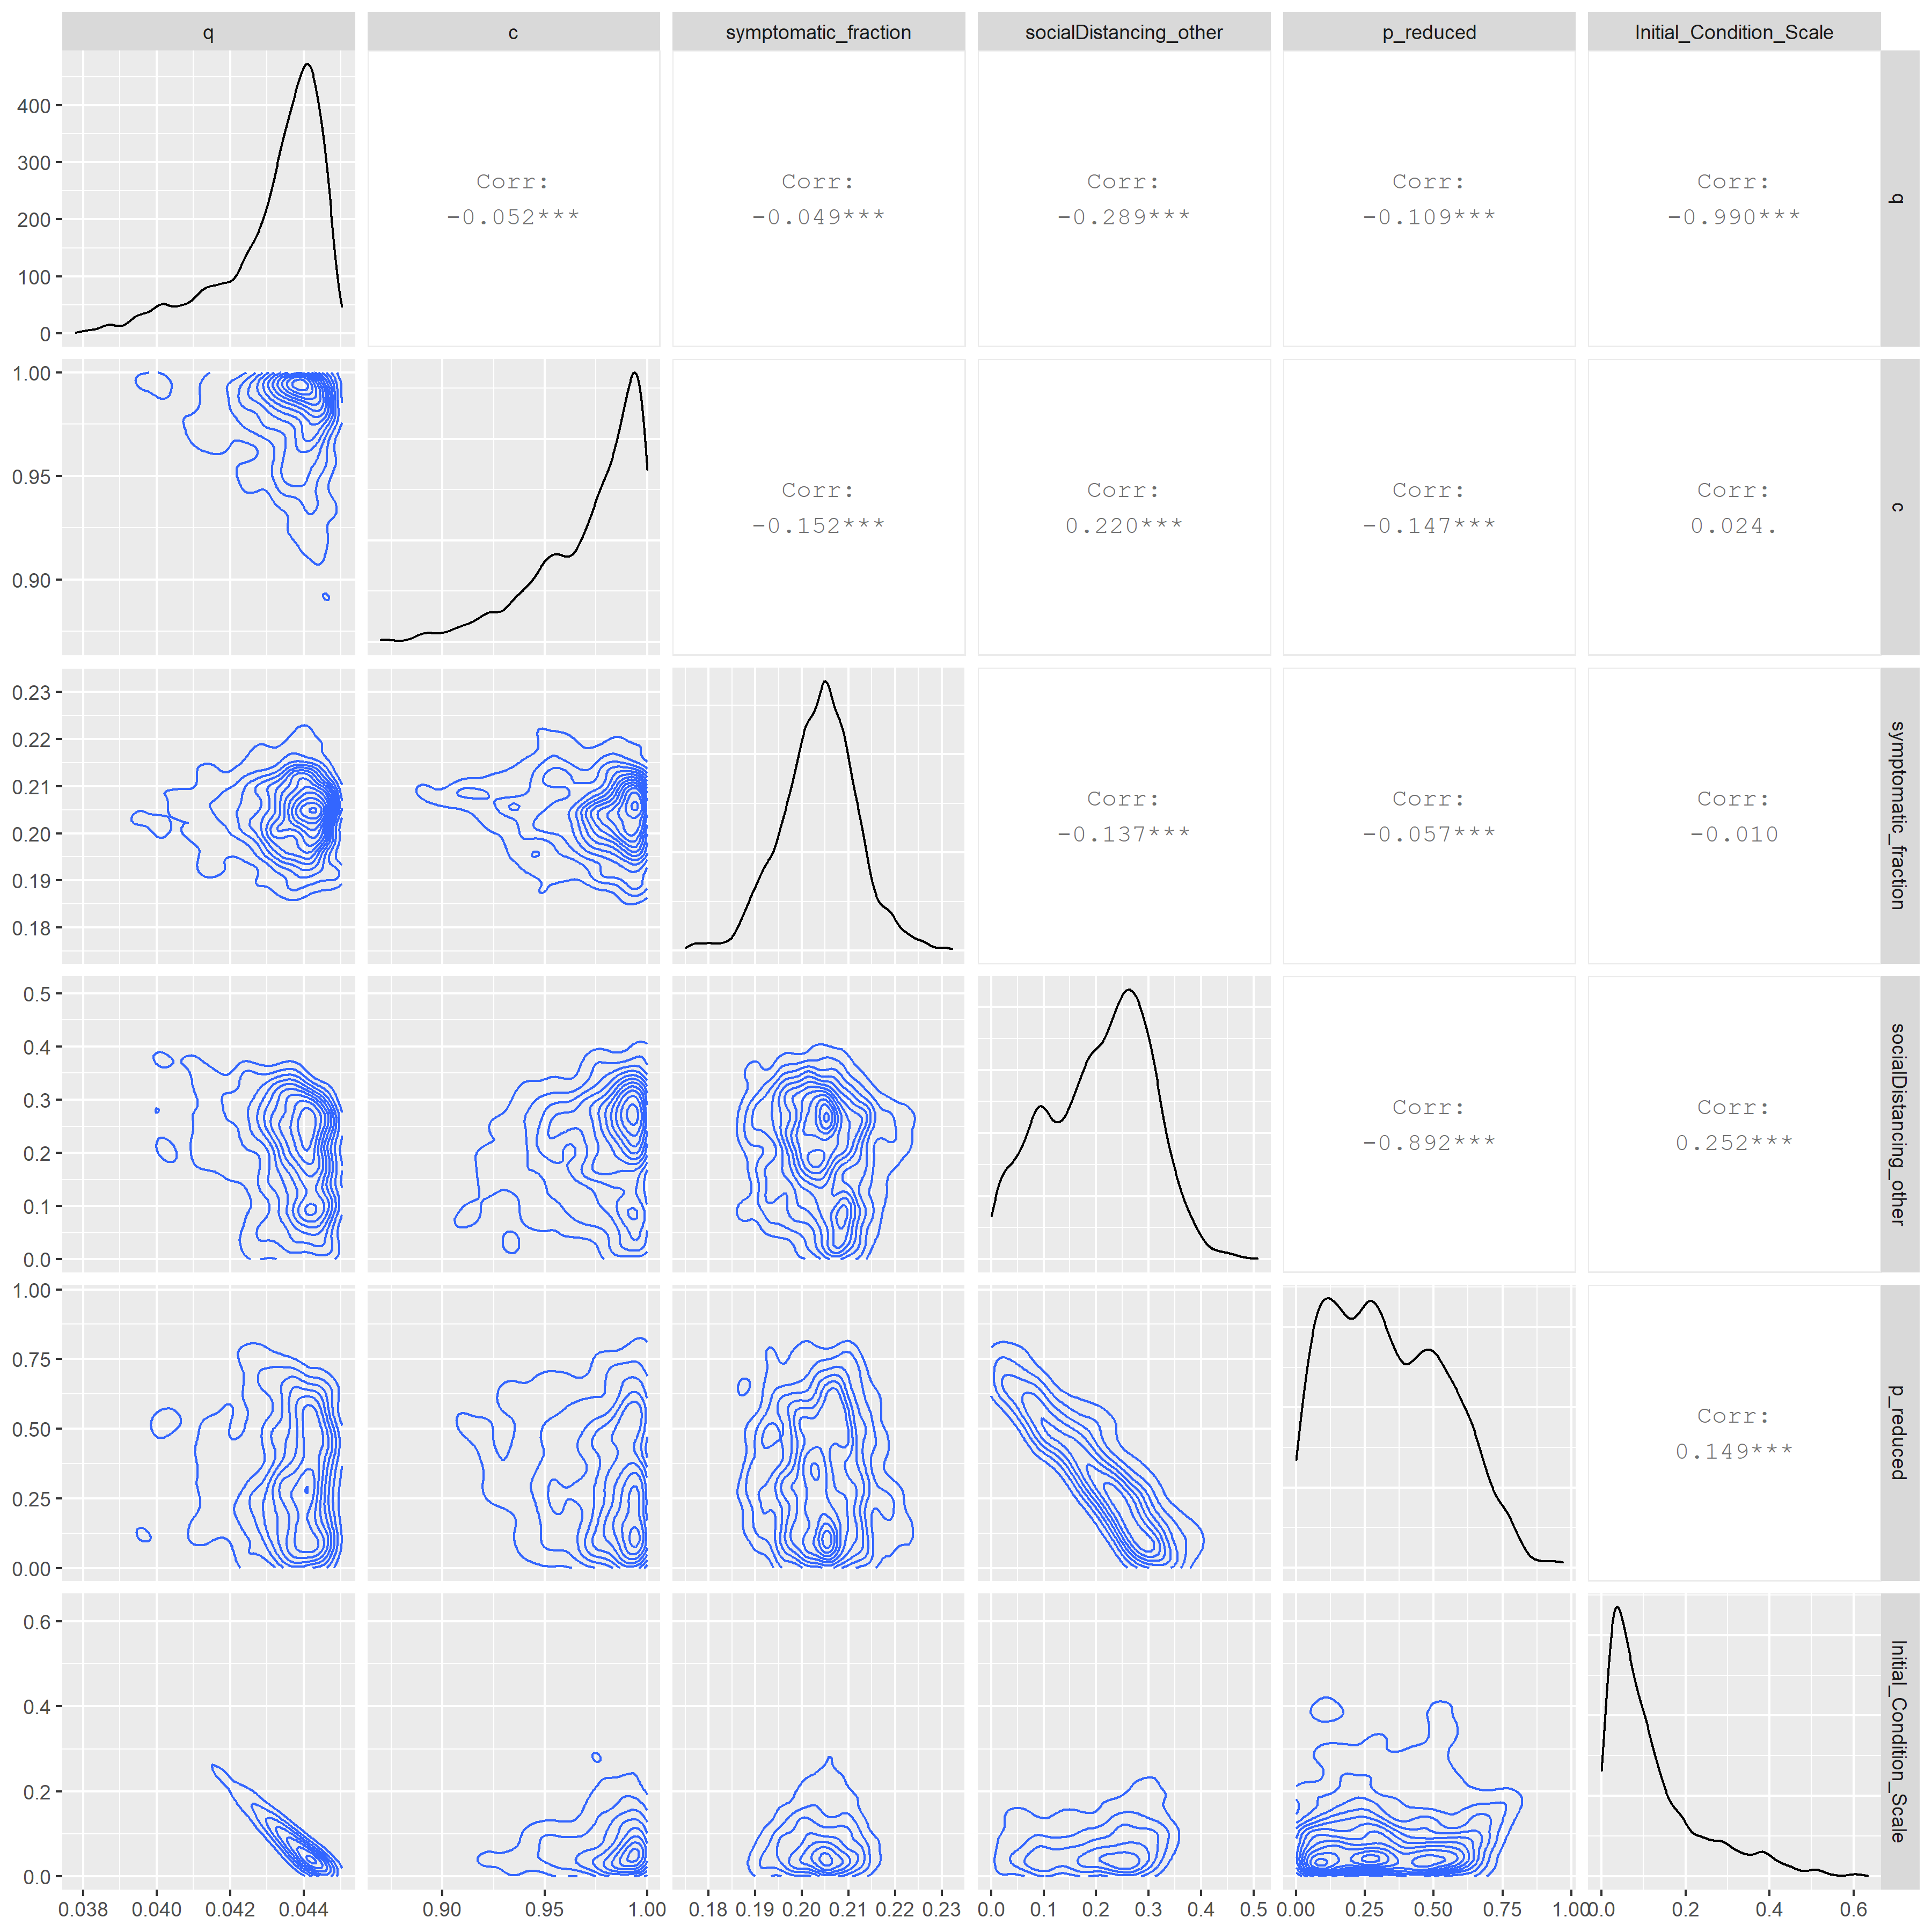 q c symptomatic_fraction socialDistancing_other p_reduced Initial_Condition_Scale
400
300
200
100
0
Corr:
-0.052***
Corr:
-0.049***
Corr:
-0.289***
Corr:
-0.109***
Corr:
-0.990***
q
1.00
0.95
0.90
Corr:
-0.152***
Corr:
0.220***
Corr:
-0.147***
Corr:
0.024.
c
0.23
0.22
0.21
0.20
0.19
0.18
Corr:
-0.137***
Corr:
-0.057***
Corr:
-0.010
symptomatic_fraction
0.5
0.4
0.3
0.2
0.1
0.0
Corr:
-0.892***
Corr:
0.252***
socialDistancing_other
1.00
0.75
0.50
0.25
0.00
Corr:
0.149***
p_reduced
0.6
0.4
0.2
0.0
Initial_Condition_Scale
0.038 0.040 0.042 0.044 0.90 0.95 1.00 0.18 0.19 0.20 0.21 0.22 0.23 0.0 0.1 0.2 0.3 0.4 0.5 0.00 0.25 0.50 0.75 1.00 0.0 0.2 0.4 0.6